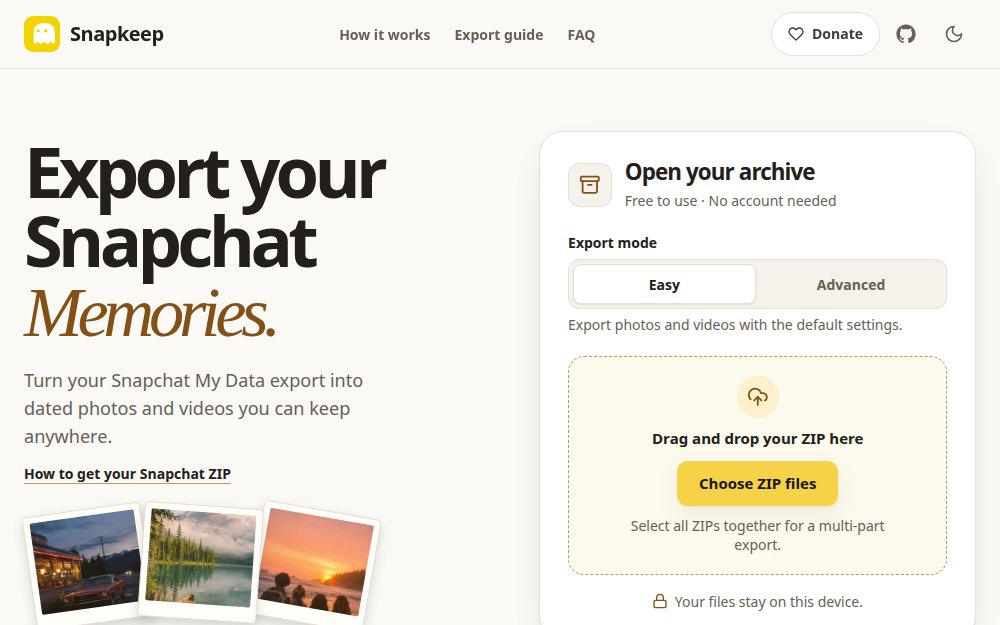 Snapkeep
How it works
Export guide
FAQ
Donate
Export your
Snapchat
Memories.
Turn your Snapchat My Data export into
dated photos and videos you can keep
anywhere.
How to get your Snapchat ZIP
Open your archive
Free to use · No account needed
Export mode
Easy
Advanced
Export photos and videos with the default settings.
Drag and drop your ZIP here
Choose ZIP files
Select all ZIPs together for a multi-part
export.
Your files stay on this device.